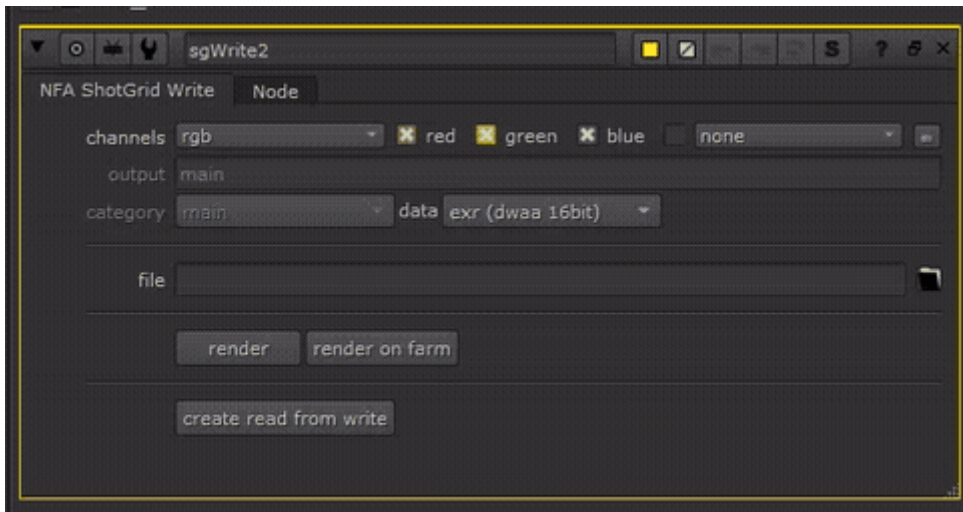 sgWrite2 S ? ×
NFA ShotGrid Write Node
channels rgb red green blue none
output main
category main data exr (dwaa 16bit)
file
render render on farm
create read from write